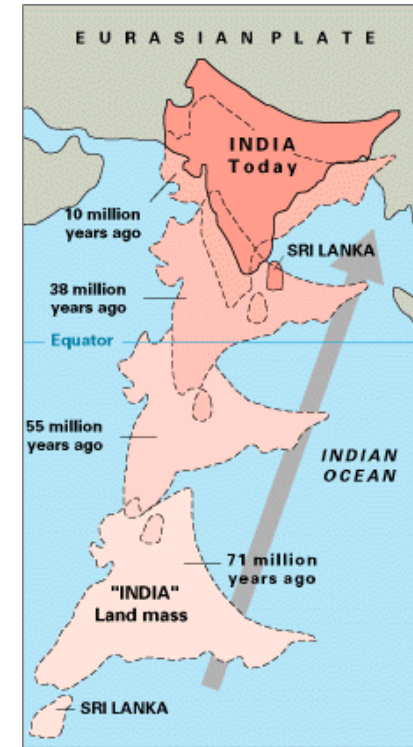 EURASIAN PLATE
INDIA
Today
10 million
years ago
SRI LANKA
38 million
years ago
Equator
55 million
years ago
INDIAN
OCEAN
71 million
years ago
"INDIA"
Land mass
SRI LANKA